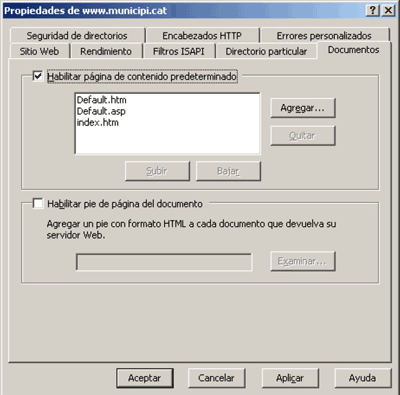 Propiedades de www.municipi.cat
Seguridad de directorios Encabezados HTTP Errores personalizados
Sitio Web Rendimiento Filtros ISAPI Directorio particular Documentos
Habilitar página de contenido predeterminado
Default.htm
Default.asp
index.htm
Agregar...
Quitar
Subir Bajar
Habilitar pie de página del documento
Agregar un pie con formato HTML a cada documento que devuelva su
servidor Web.
Examinar...
Aceptar Cancelar Aplicar Ayuda